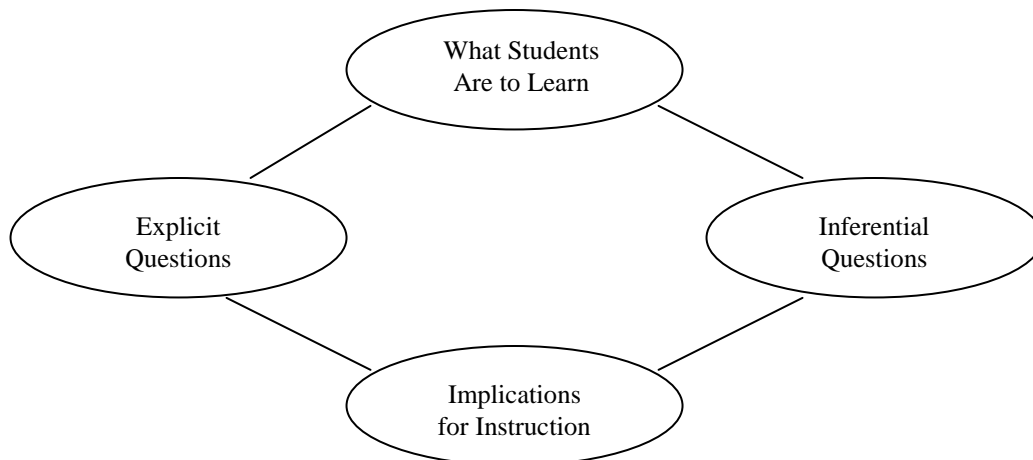 What Students
Are to Learn
Explicit
Questions
Inferential
Questions
Implications
for Instruction